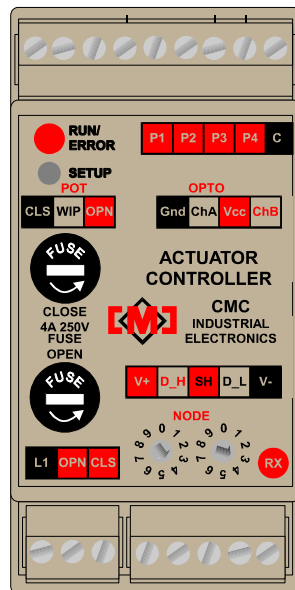 RUN/
ERROR
P1 P2 P3 P4 C
SETUP
POT
OPTO
CLS WIP OPN
Gnd ChA Vcc ChB
FUSE
ACTUATOR
CONTROLLER
CLOSE
4A 250V
FUSE
OPEN
[M]
CMC
INDUSTRIAL
ELECTRONICS
FUSE
V+ D_H SH D_L V-
NODE
0 1 2 3 4 5 6 7 8 9
0 1 2 3 4 5 6 7 8 9
L1 OPN CLS
RX